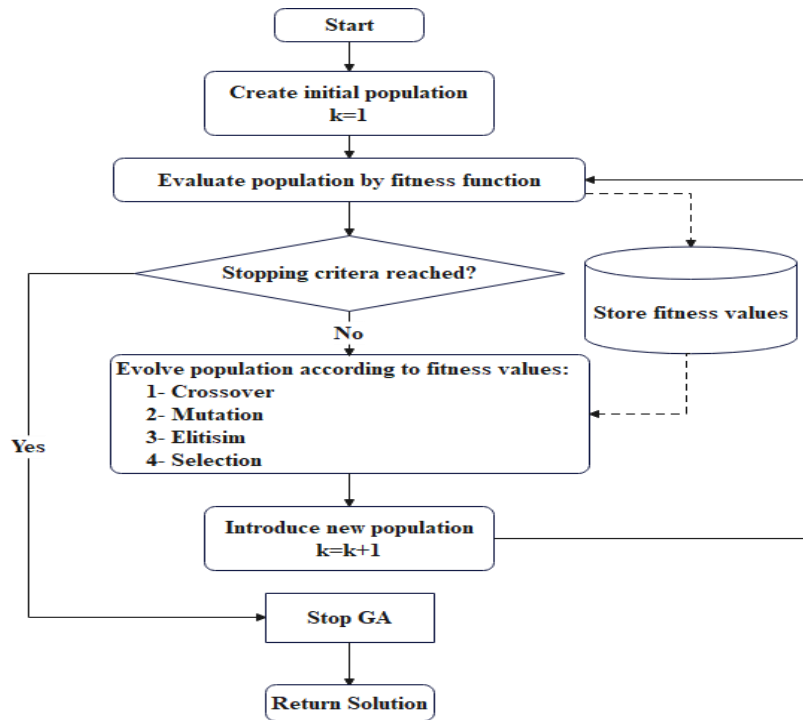 Start
Create initial population
k=1
Evaluate population by fitness function
Stopping critera reached?
Store fitness values
No
Evolve population according to fitness values:
1- Crossover
2- Mutation
3- Elitisim
4- Selection
Yes
Introduce new population
k=k+1
Stop GA
Return Solution